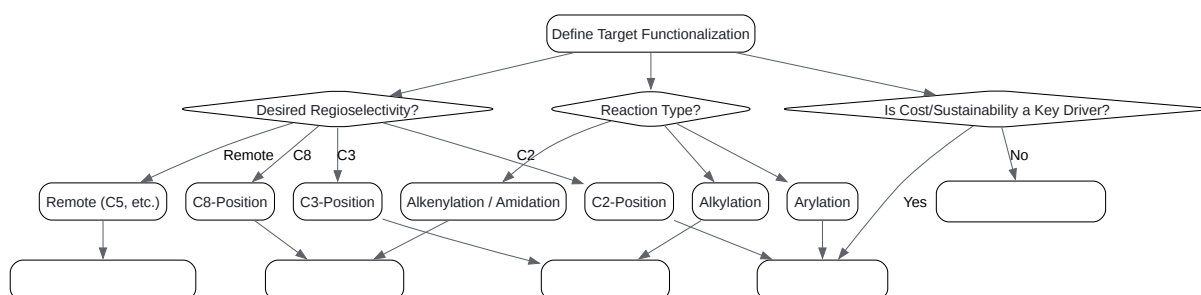 Define Target Functionalization
Desired Regioselectivity?
Reaction Type?
Is Cost/Sustainability a Key Driver?
Remote
C8
C3
C2
No
Remote (C5, etc.)
C8-Position
C3-Position
Alkenylation / Amidation
C2-Position
Alkylation
Arylation
Yes